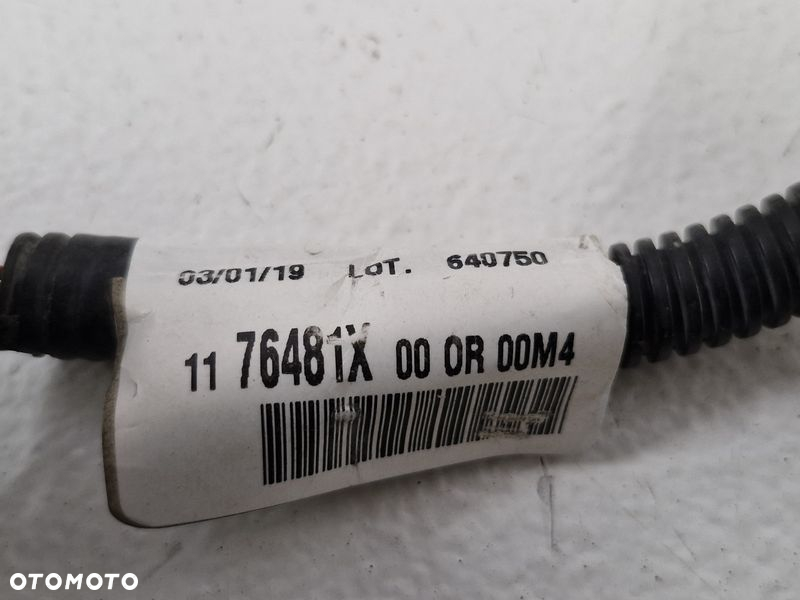 03/01/19 LOT. 640750
11 76481X 00 0R 00M4
OTOMOTO